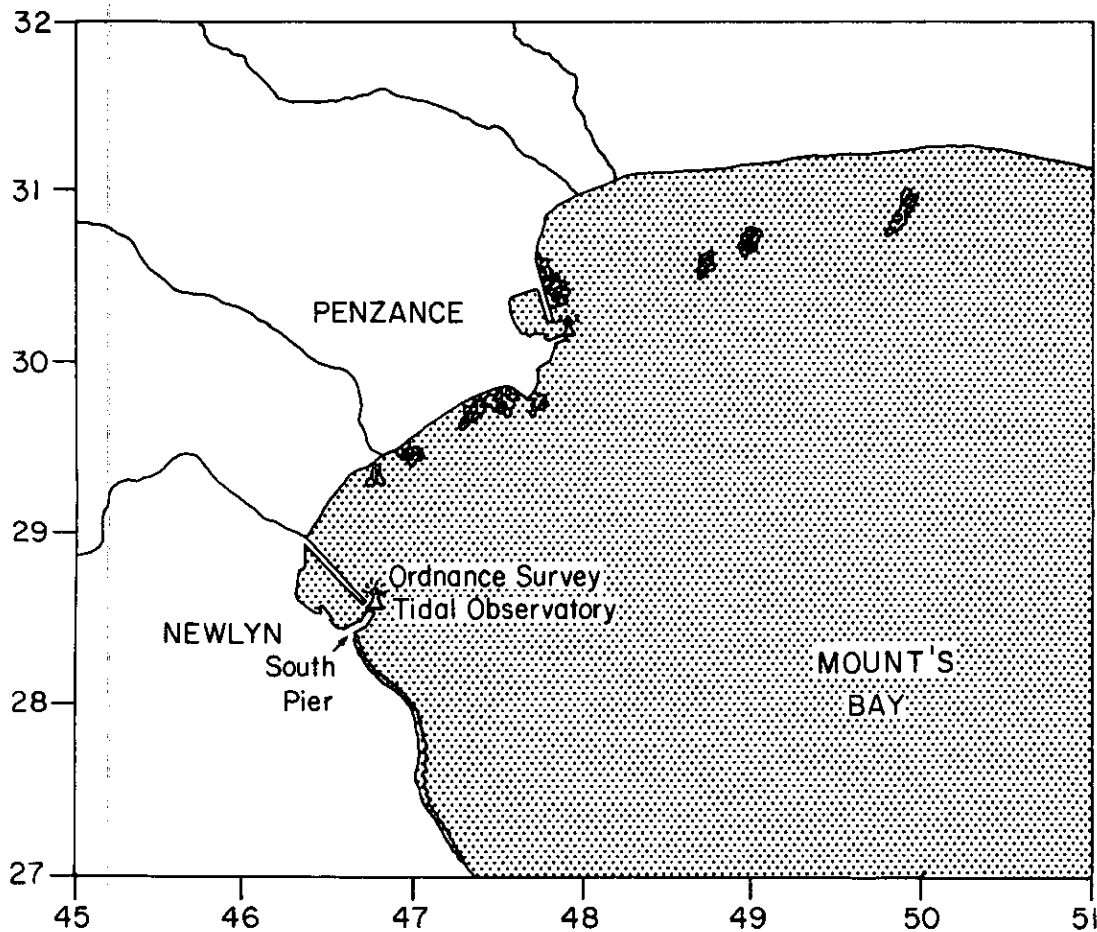 32
31
PENZANCE
30
29
Ordnance Survey
Tidal Observatory
NEWLYN
South
Pier
MOUNT'S
BAY
28
27
45 46 47 48 49 50 51